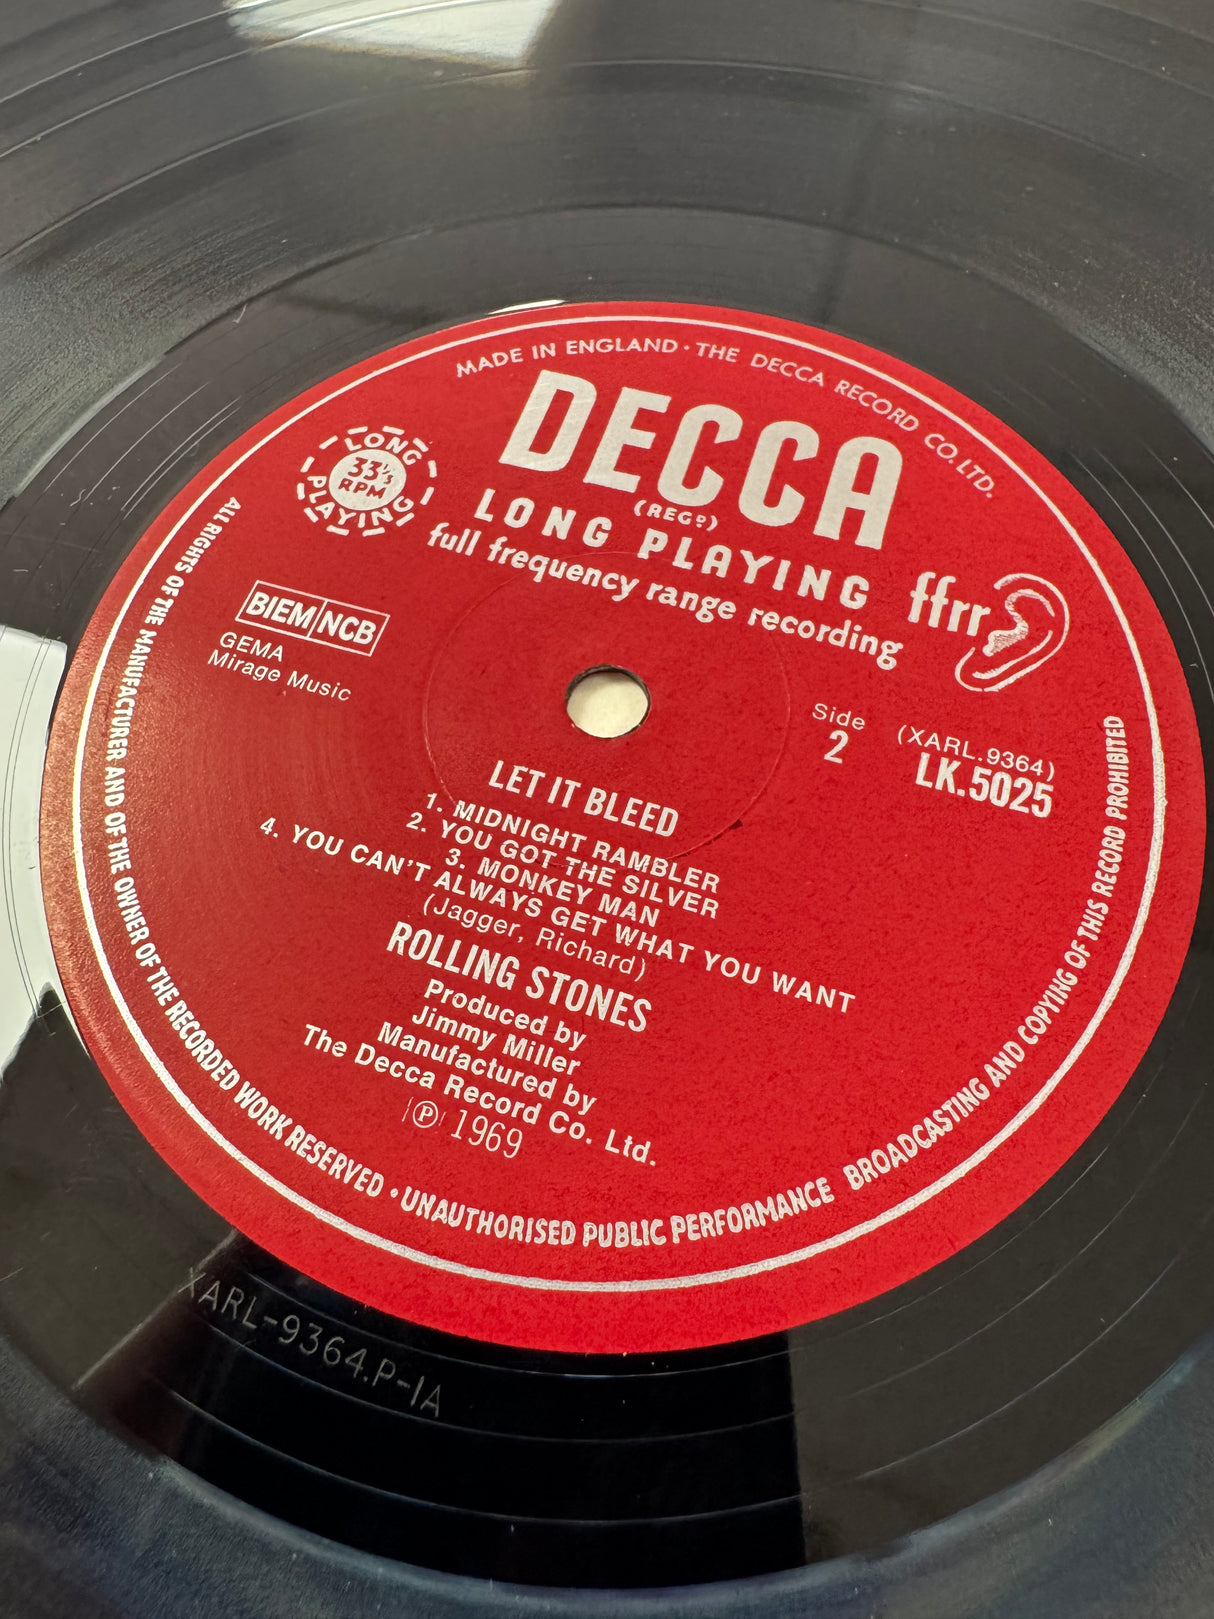 MADE IN ENGLAND · THE DECCA RECORD CO. LTD.
DECCA
(REGD)
LONG PLAYING
full frequency range recording
ffrr
LONG
33⅓
RPM
PLAYING
BIEM NCB
GEMA
Mirage Music
Side
2
(XARL.9364)
LK.5025
LET IT BLEED
1. MIDNIGHT RAMBLER
2. YOU GOT THE SILVER
3. MONKEY MAN
4. YOU CAN'T ALWAYS GET WHAT YOU WANT
(Jagger, Richard)
ROLLING STONES
Produced by
Jimmy Miller
Manufactured by
The Decca Record Co. Ltd.
Ⓟ 1969
ALL RIGHTS OF THE MANUFACTURER AND OF THE OWNER OF THE RECORDED WORK RESERVED · UNAUTHORISED PUBLIC PERFORMANCE BROADCASTING AND COPYING OF THIS RECORD PROHIBITED
XARL-9364.P-1A